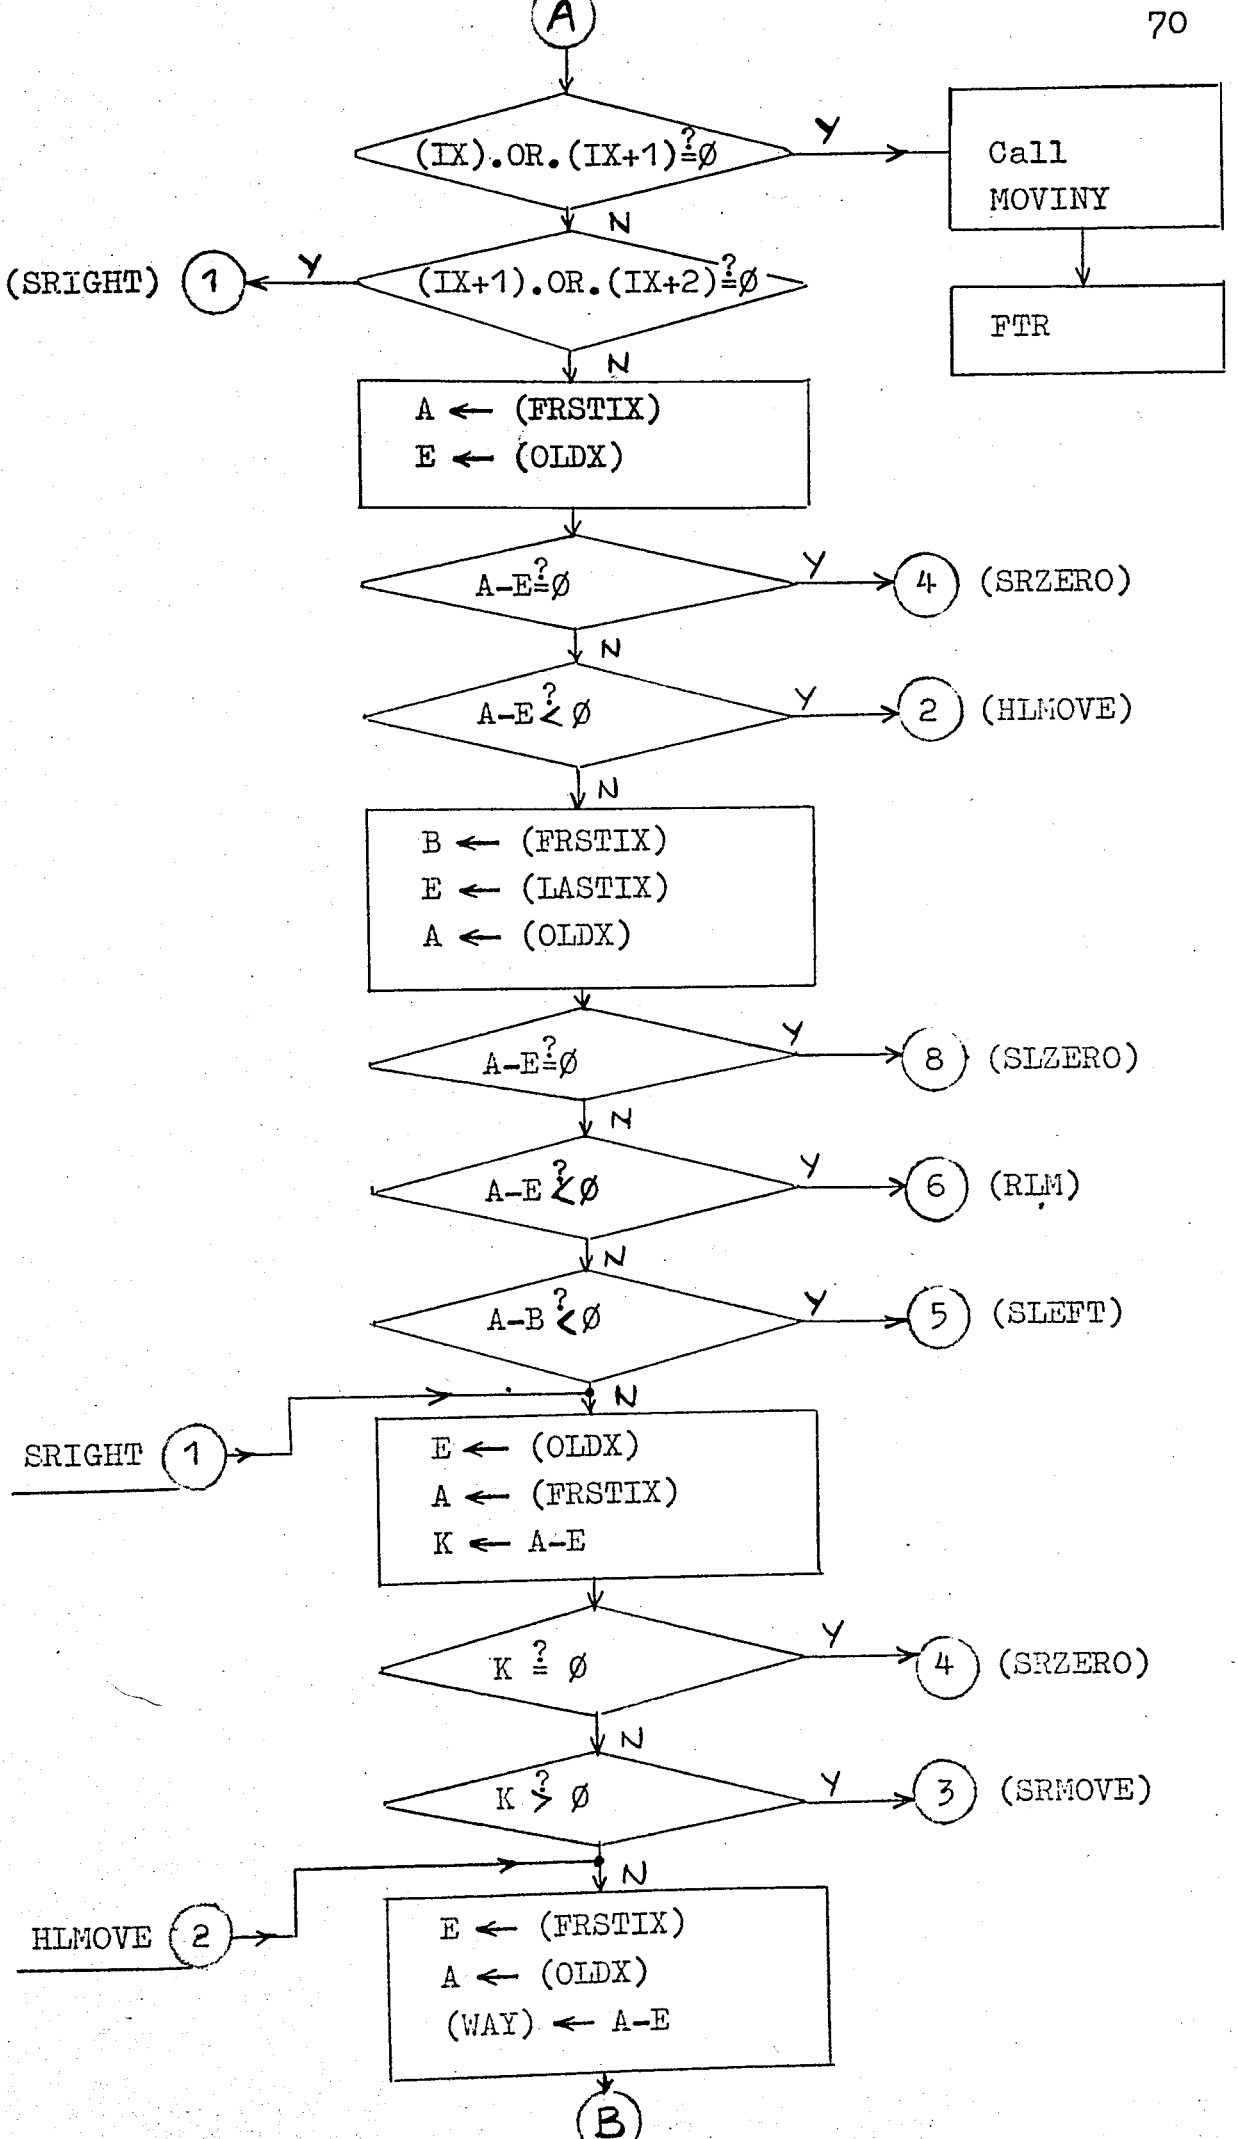 70
A
(IX).OR.(IX+1)≟∅
Y
Call
MOVINY
N
(SRIGHT) 1
Y
(IX+1).OR.(IX+2)≟∅
FTR
N
A ← (FRSTIX)
E ← (OLDX)
A-E≟∅
Y
4 (SRZERO)
N
A-E ?< ∅
Y
2 (HLMOVE)
N
B ← (FRSTIX)
E ← (LASTIX)
A ← (OLDX)
A-E≟∅
Y
8 (SLZERO)
N
A-E ?< ∅
Y
6 (RLM)
N
A-B ?< ∅
Y
5 (SLEFT)
N
SRIGHT 1
E ← (OLDX)
A ← (FRSTIX)
K ← A-E
K ≟ ∅
Y
4 (SRZERO)
N
K ?> ∅
Y
3 (SRMOVE)
N
HLMOVE 2
E ← (FRSTIX)
A ← (OLDX)
(WAY) ← A-E
B